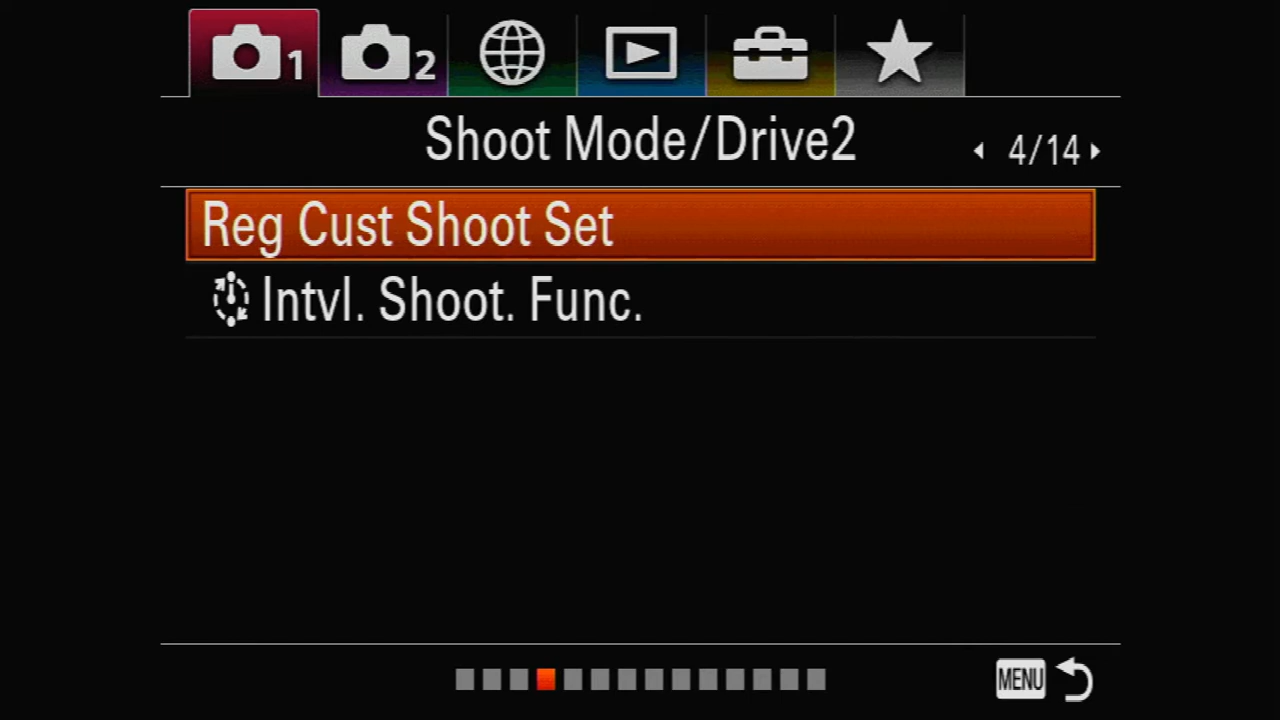 1 2
Shoot Mode/Drive2
4/14
Reg Cust Shoot Set
Intvl. Shoot. Func.
MENU